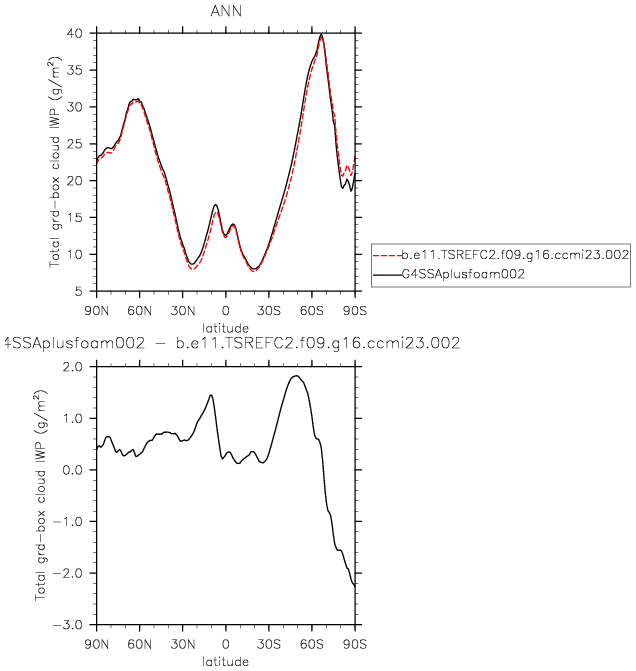 ANN
Total grd-box cloud IWP (g/m²)
40
35
30
25
20
15
10
5
90N 60N 30N 0 30S 60S 90S
latitude
b.e11.TSREFC2.f09.g16.ccmi23.002
G4SSAplusfoam002
4SSAplusfoam002 − b.e11.TSREFC2.f09.g16.ccmi23.002
Total grd-box cloud IWP (g/m²)
2.0
1.0
0.0
−1.0
−2.0
−3.0
90N 60N 30N 0 30S 60S 90S
latitude